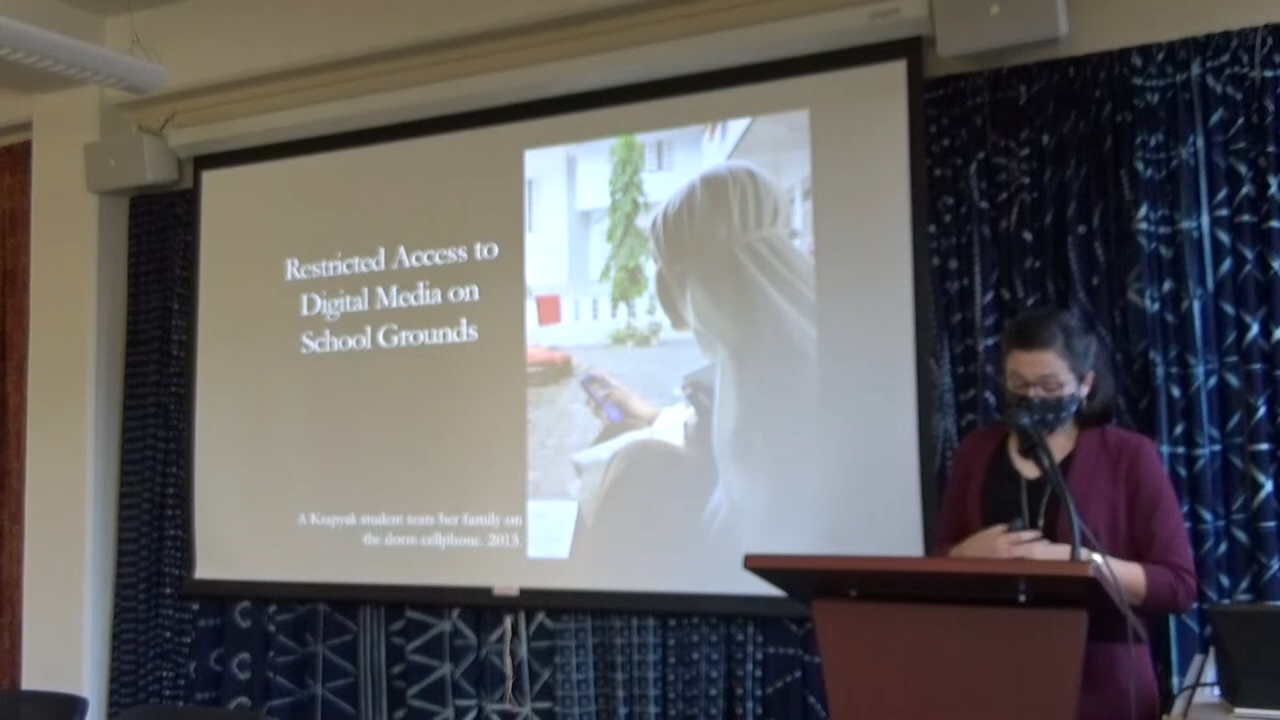 Restricted Access to
Digital Media on
School Grounds
A Krapyak student texts her family on
the dorm cellphone. 2013.